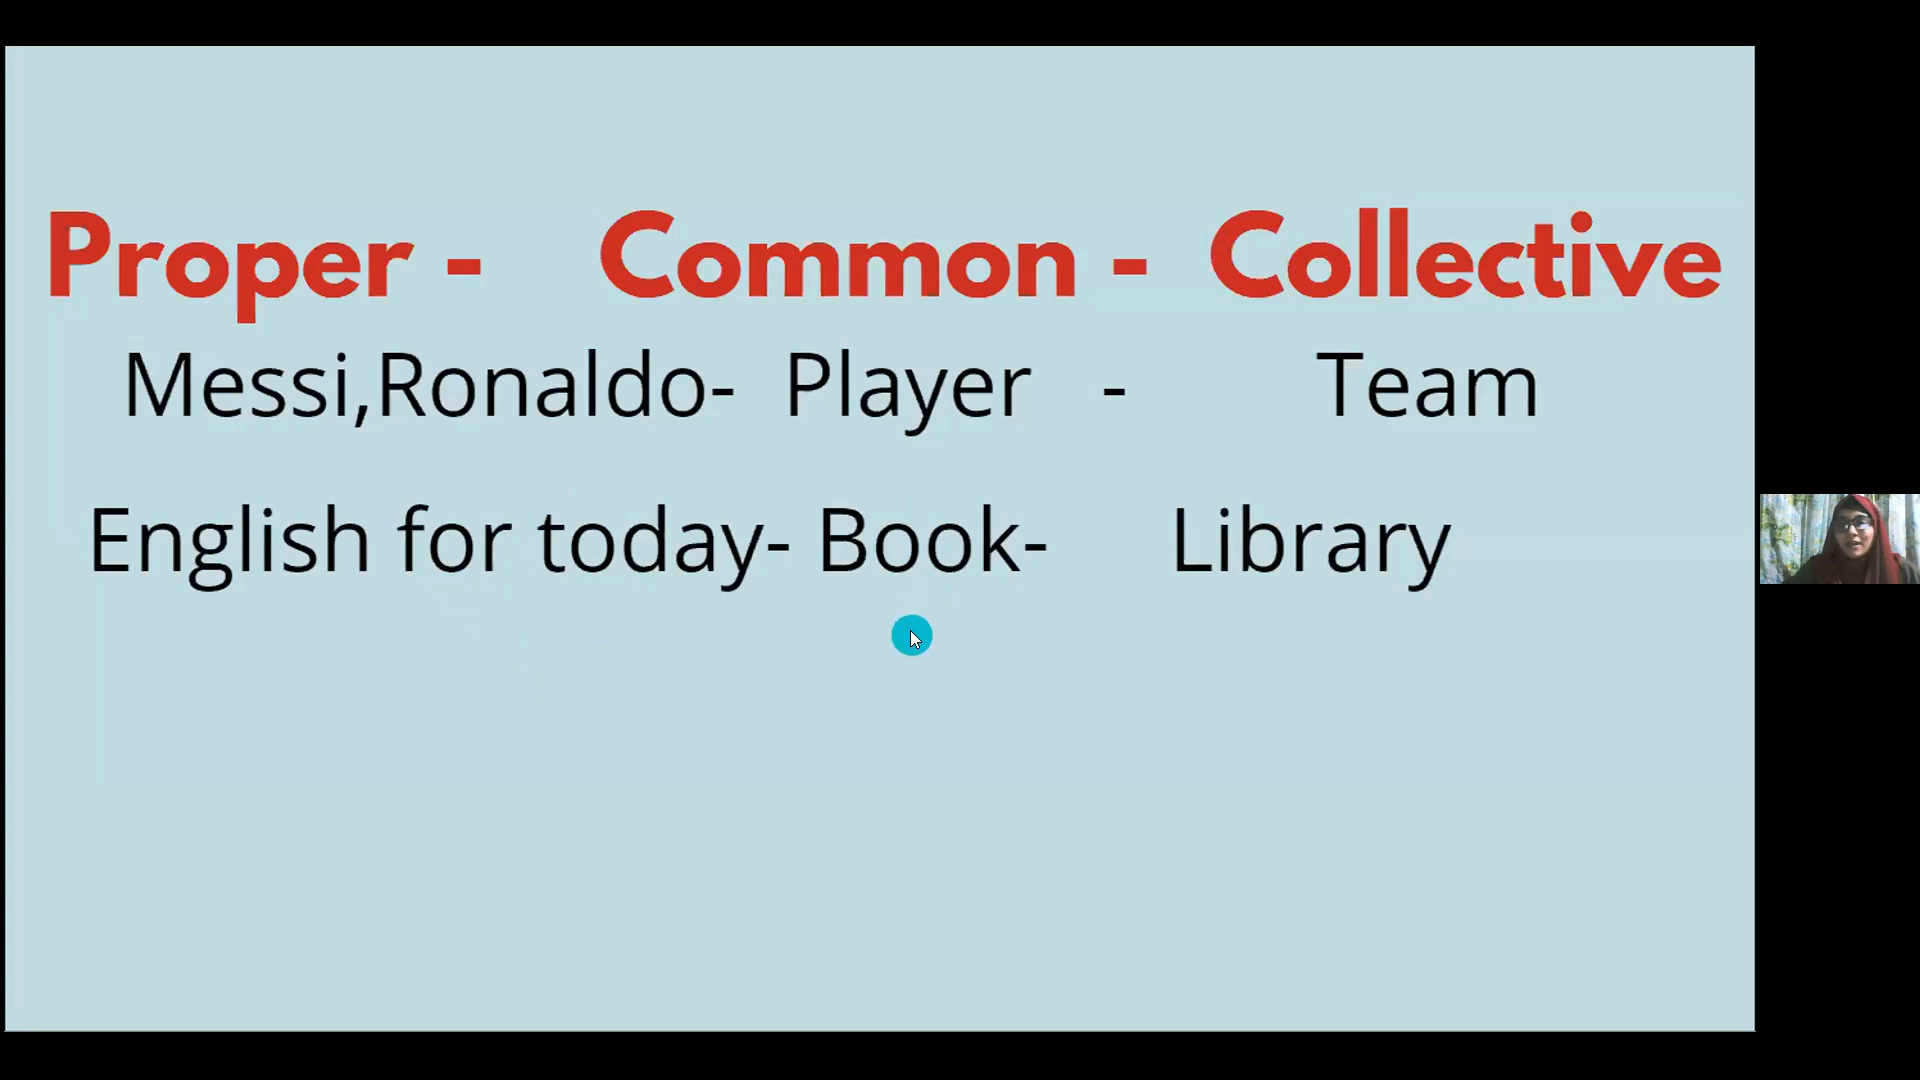 Proper - Common - Collective
Messi,Ronaldo- Player - Team
English for today- Book- Library